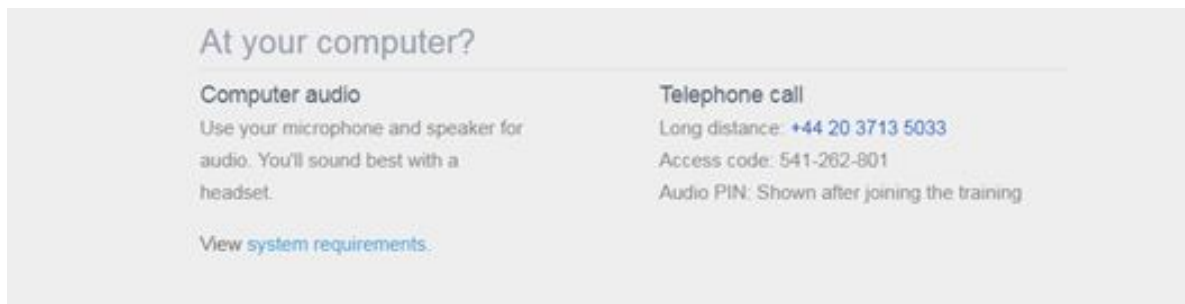 At your computer?
Computer audio
Use your microphone and speaker for
audio. You'll sound best with a
headset.
View system requirements.
Telephone call
Long distance: +44 20 3713 5033
Access code: 541-262-801
Audio PIN: Shown after joining the training